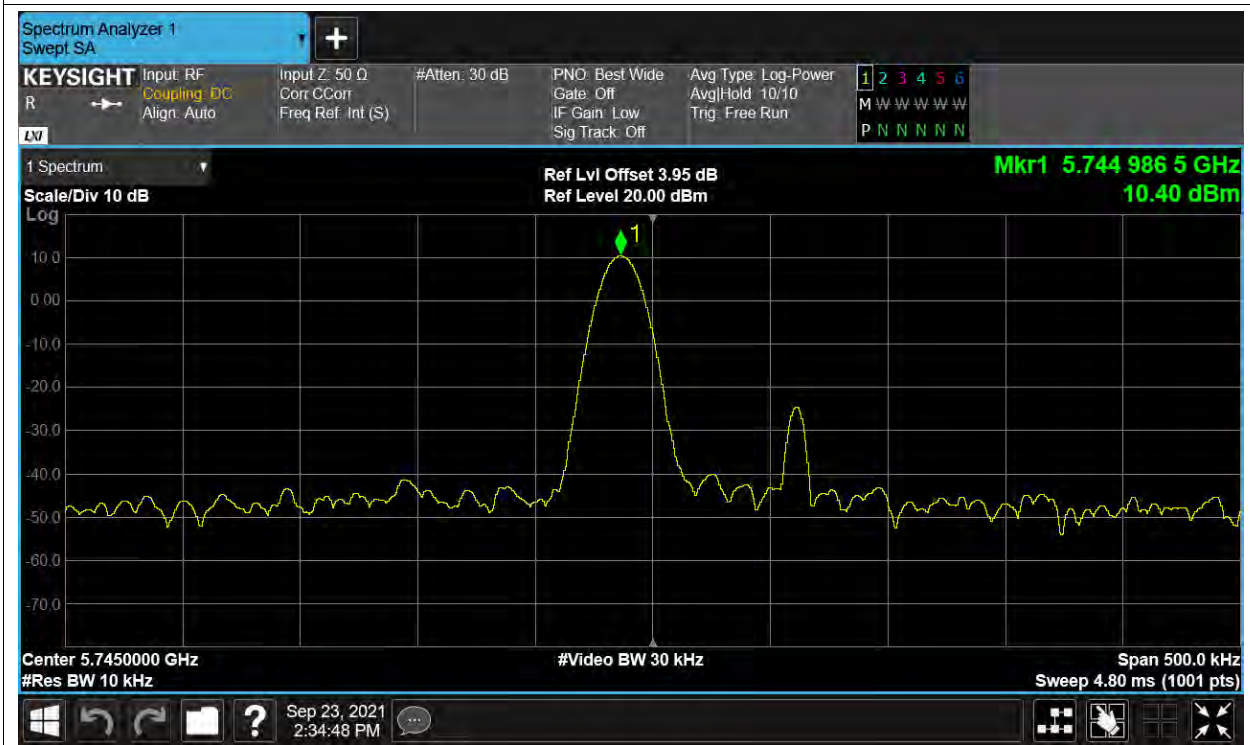 Spectrum Analyzer 1
Swept SA
+
KEYSIGHT
R
LXI
Input: RF
Coupling: DC
Align: Auto
Input Z: 50 Ω
Corr CCorr
Freq Ref: Int (S)
#Atten: 30 dB
PNO: Best Wide
Gate: Off
IF Gain: Low
Sig Track: Off
Avg Type: Log-Power
Avg|Hold: 10/10
Trig: Free Run
1 2 3 4 5 6
M W W W W W W
P N N N N N N
1 Spectrum
Scale/Div 10 dB
Log
Ref Lvl Offset 3.95 dB
Ref Level 20.00 dBm
Mkr1 5.744 986 5 GHz
10.40 dBm
1
10.0
0.00
-10.0
-20.0
-30.0
-40.0
-50.0
-60.0
-70.0
Center 5.7450000 GHz
#Res BW 10 kHz
#Video BW 30 kHz
Span 500.0 kHz
Sweep 4.80 ms (1001 pts)
?
Sep 23, 2021
2:34:48 PM